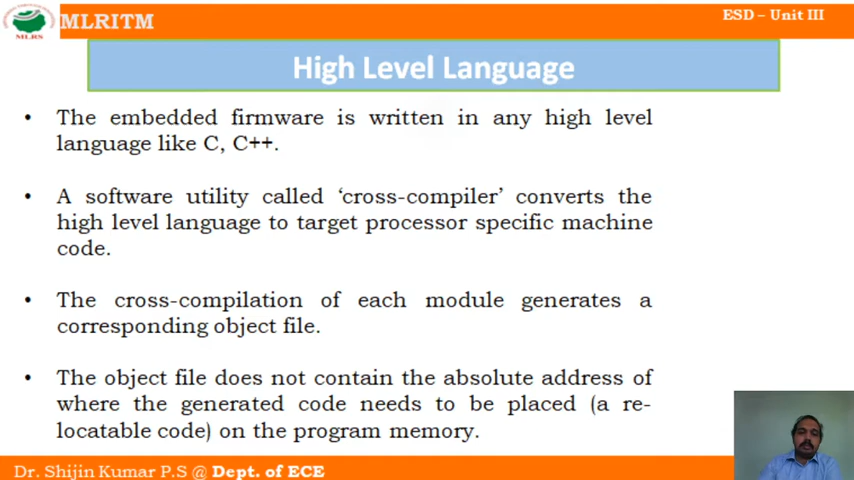 MLRS
MLRITM
ESD – Unit III
High Level Language
• The embedded firmware is written in any high level
language like C, C++.
• A software utility called ‘cross-compiler’ converts the
high level language to target processor specific machine
code.
• The cross-compilation of each module generates a
corresponding object file.
• The object file does not contain the absolute address of
where the generated code needs to be placed (a re-
locatable code) on the program memory.
Dr. Shijin Kumar P.S @ Dept. of ECE